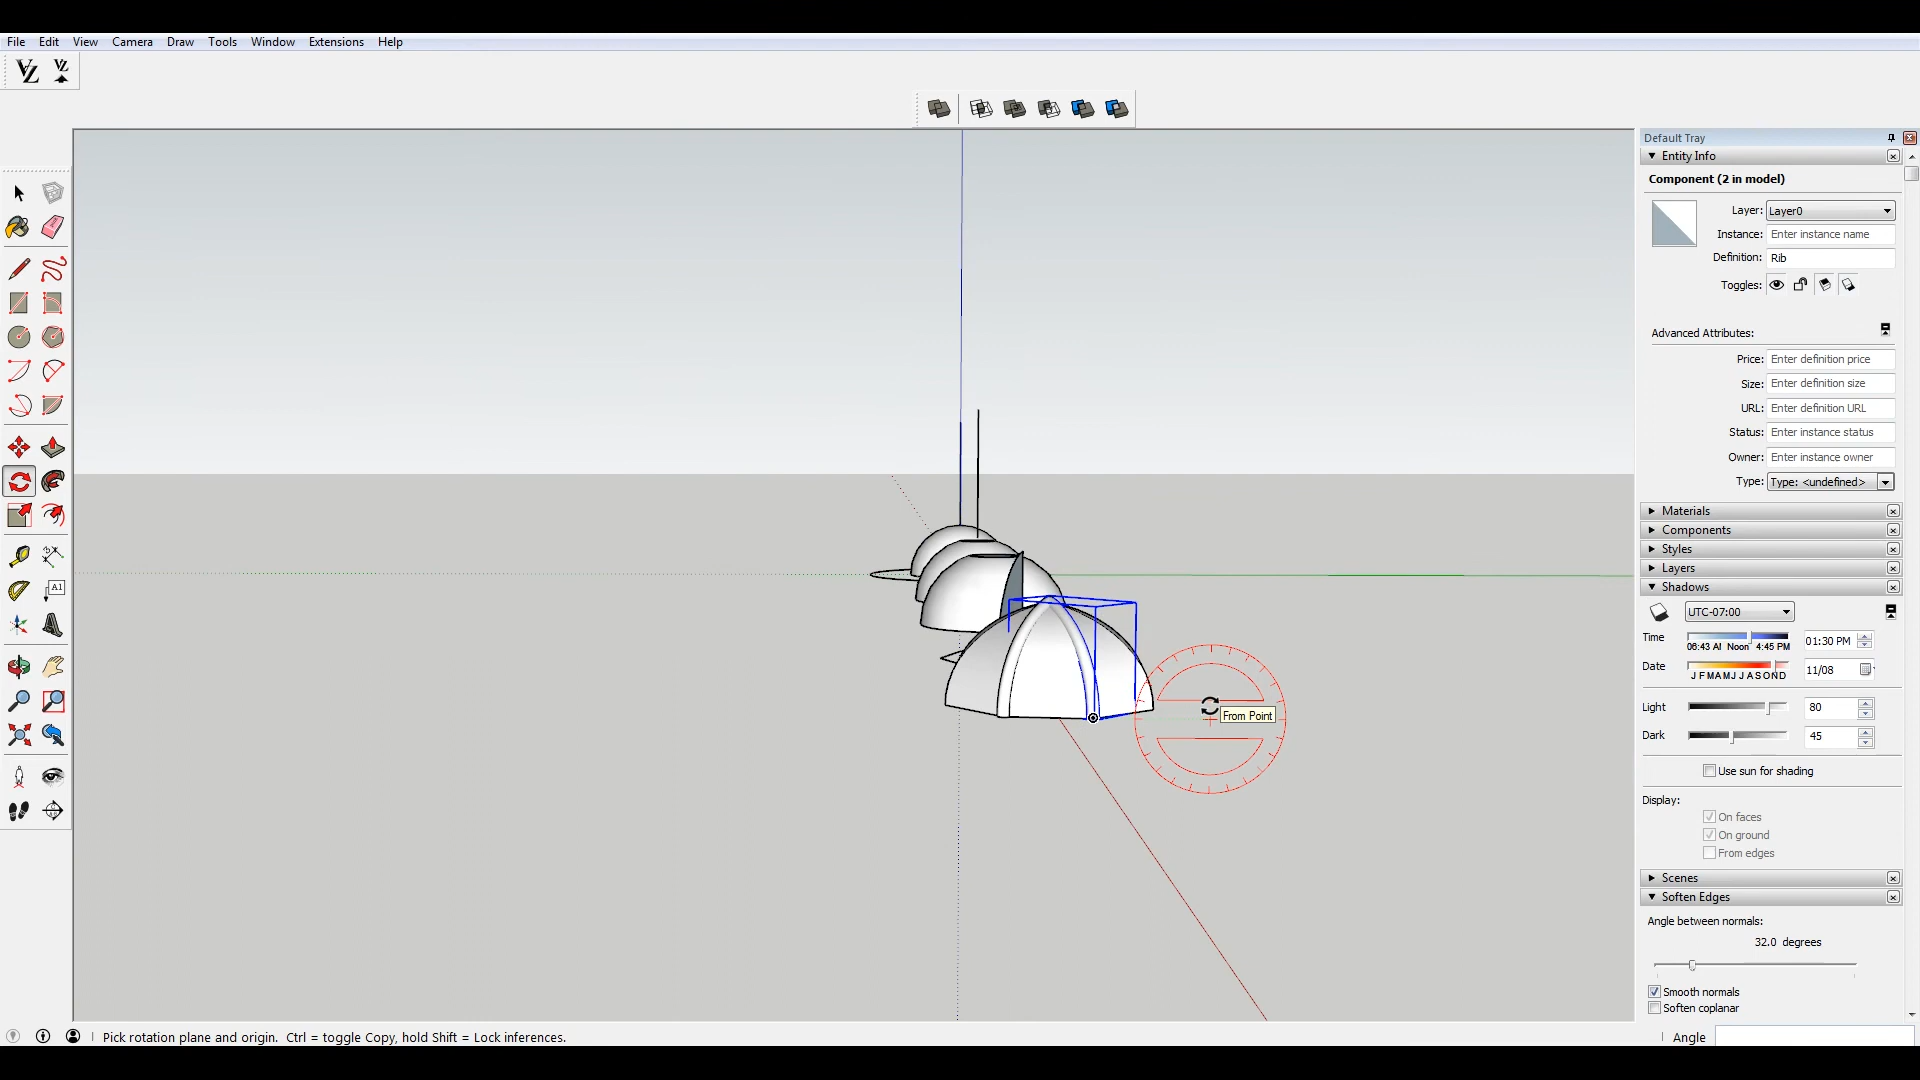 File Edit View Camera Draw Tools Window Extensions Help
Default Tray
Entity Info
Component (2 in model)
Layer: Layer0
Instance: Enter instance name
Definition: Rib
Toggles:
Advanced Attributes:
Price: Enter definition price
Size: Enter definition size
URL: Enter definition URL
Status: Enter instance status
Owner: Enter instance owner
Type: Type: <undefined>
Materials
Components
Styles
Layers
Shadows
UTC-07:00
Time 01:30 PM
06:43 AI Noon 4:45 PM
Date 11/08
J F M A M J J A S O N D
Light 80
Dark 45
Use sun for shading
Display:
On faces
On ground
From edges
Scenes
Soften Edges
Angle between normals:
32.0 degrees
Smooth normals
Soften coplanar
From Point
A1
Pick rotation plane and origin. Ctrl = toggle Copy, hold Shift = Lock inferences.
Angle